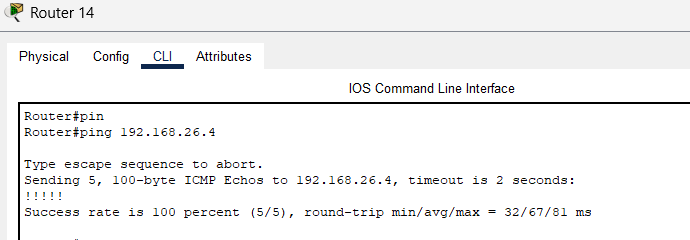 Router 14
Physical Config CLI Attributes
IOS Command Line Interface
Router#pin
Router#ping 192.168.26.4
Type escape sequence to abort.
Sending 5, 100-byte ICMP Echos to 192.168.26.4, timeout is 2 seconds:
!!!!!
Success rate is 100 percent (5/5), round-trip min/avg/max = 32/67/81 ms